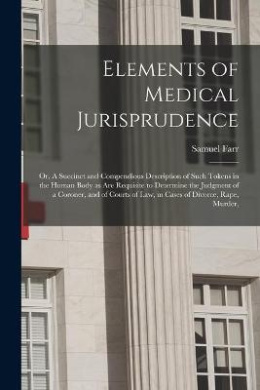 Elements of
Medical
Jurisprudence
Samuel Farr
Or, A Succinct and Compendious Description of Such Tokens
in the Human Body as Are Requisite to Determine the Judgment of
a Coroner, and of Courts of Law, in Cases of Divorce, Rape,
Murder,